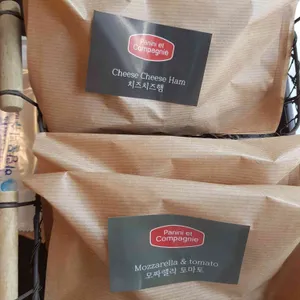 Panini et
Compagnie
Cheese Cheese Ham
치즈치즈햄
Panini et
Compagnie
Mozzarella & tomato
모짜렐라 토마토